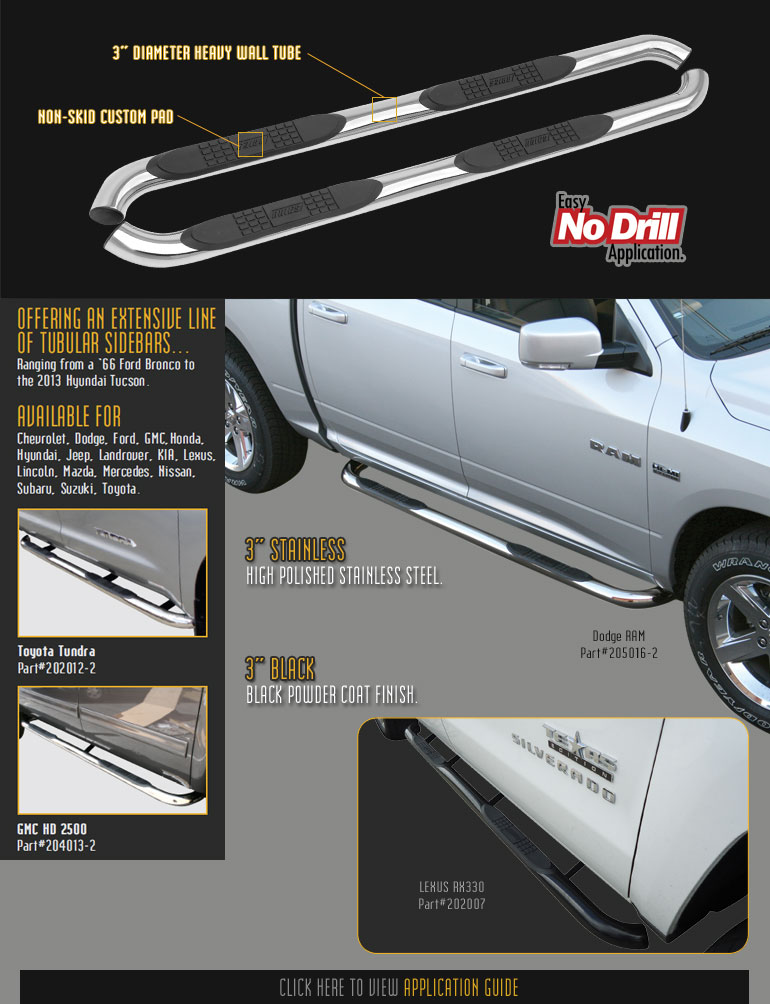 3" DIAMETER HEAVY WALL TUBE
NON-SKID CUSTOM PAD
Easy
No Drill
Application.
OFFERING AN EXTENSIVE LINE
OF TUBULAR SIDEBARS...
Ranging from a '66 Ford Bronco to
the 2013 Hyundai Tucson.
AVAILABLE FOR
Chevrolet, Dodge, Ford, GMC, Honda,
Hyundai, Jeep, Landrover, KIA, Lexus,
Lincoln, Mazda, Mercedes, Nissan,
Subaru, Suzuki, Toyota.
Toyota Tundra
Part#202012-2
GMC HD 2500
Part#204013-2
RAM
3" STAINLESS
HIGH POLISHED STAINLESS STEEL.
Dodge RAM
Part#205016-2
3" BLACK
BLACK POWDER COAT FINISH.
TEXAS
EDITION
SILVERADO
LEXUS RX330
Part#202007
CLICK HERE TO VIEW APPLICATION GUIDE